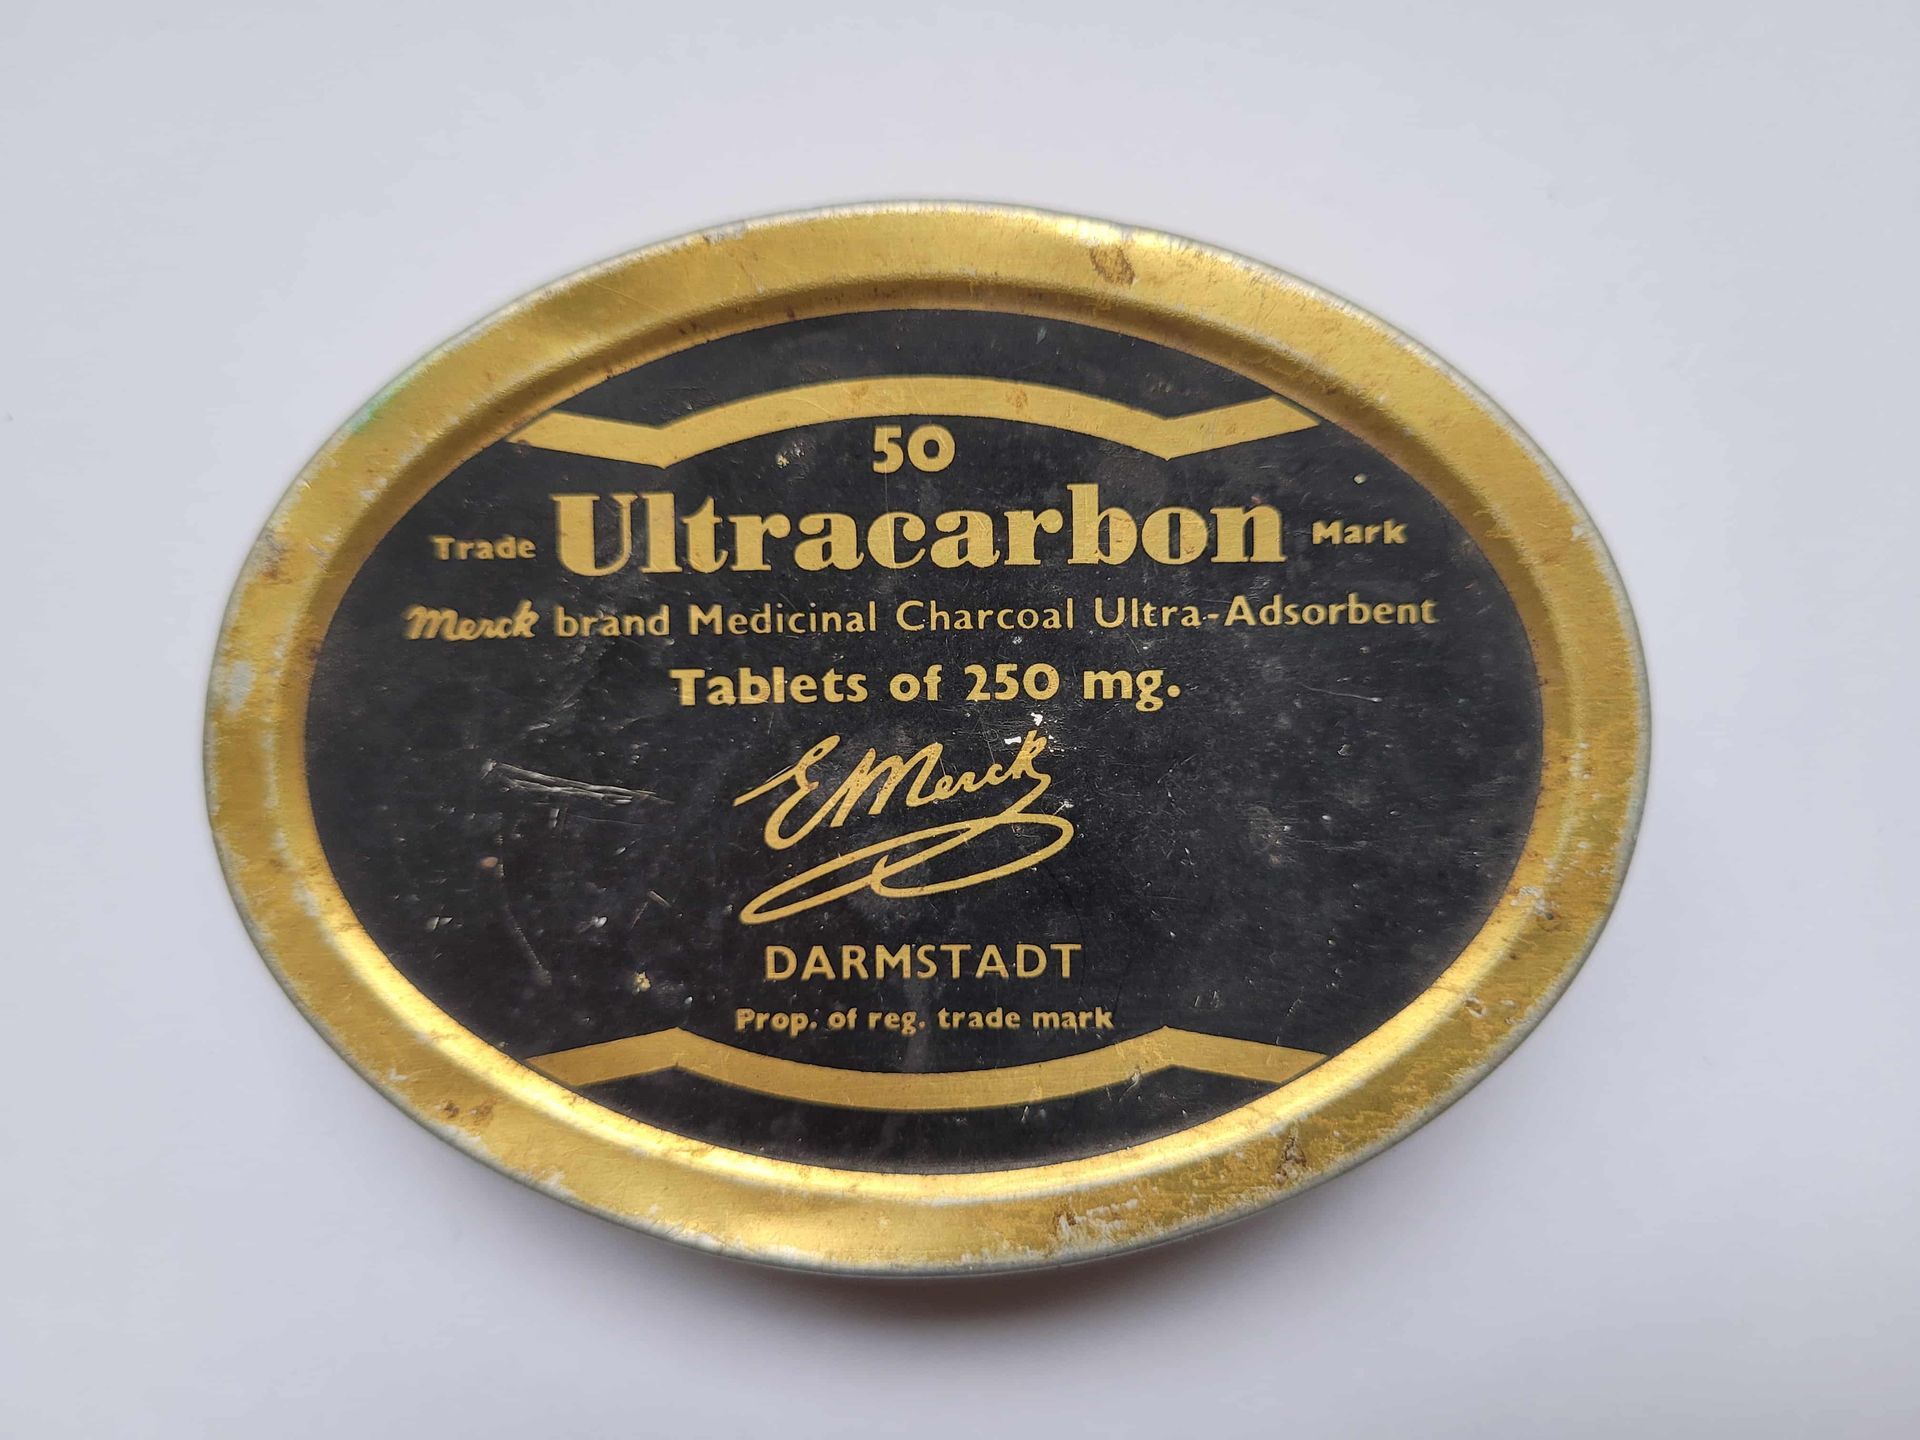 50
Trade Ultracarbon Mark
Merck brand Medicinal Charcoal Ultra-Adsorbent
Tablets of 250 mg.
E Merck
DARMSTADT
Prop. of reg. trade mark